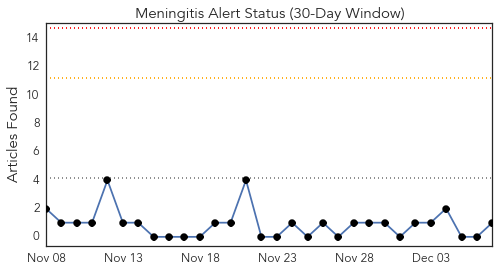 Meningitis Alert Status (30-Day Window)
Articles Found
14
12
10
8
6
4
2
0
Nov 08 Nov 13 Nov 18 Nov 23 Nov 28 Dec 03